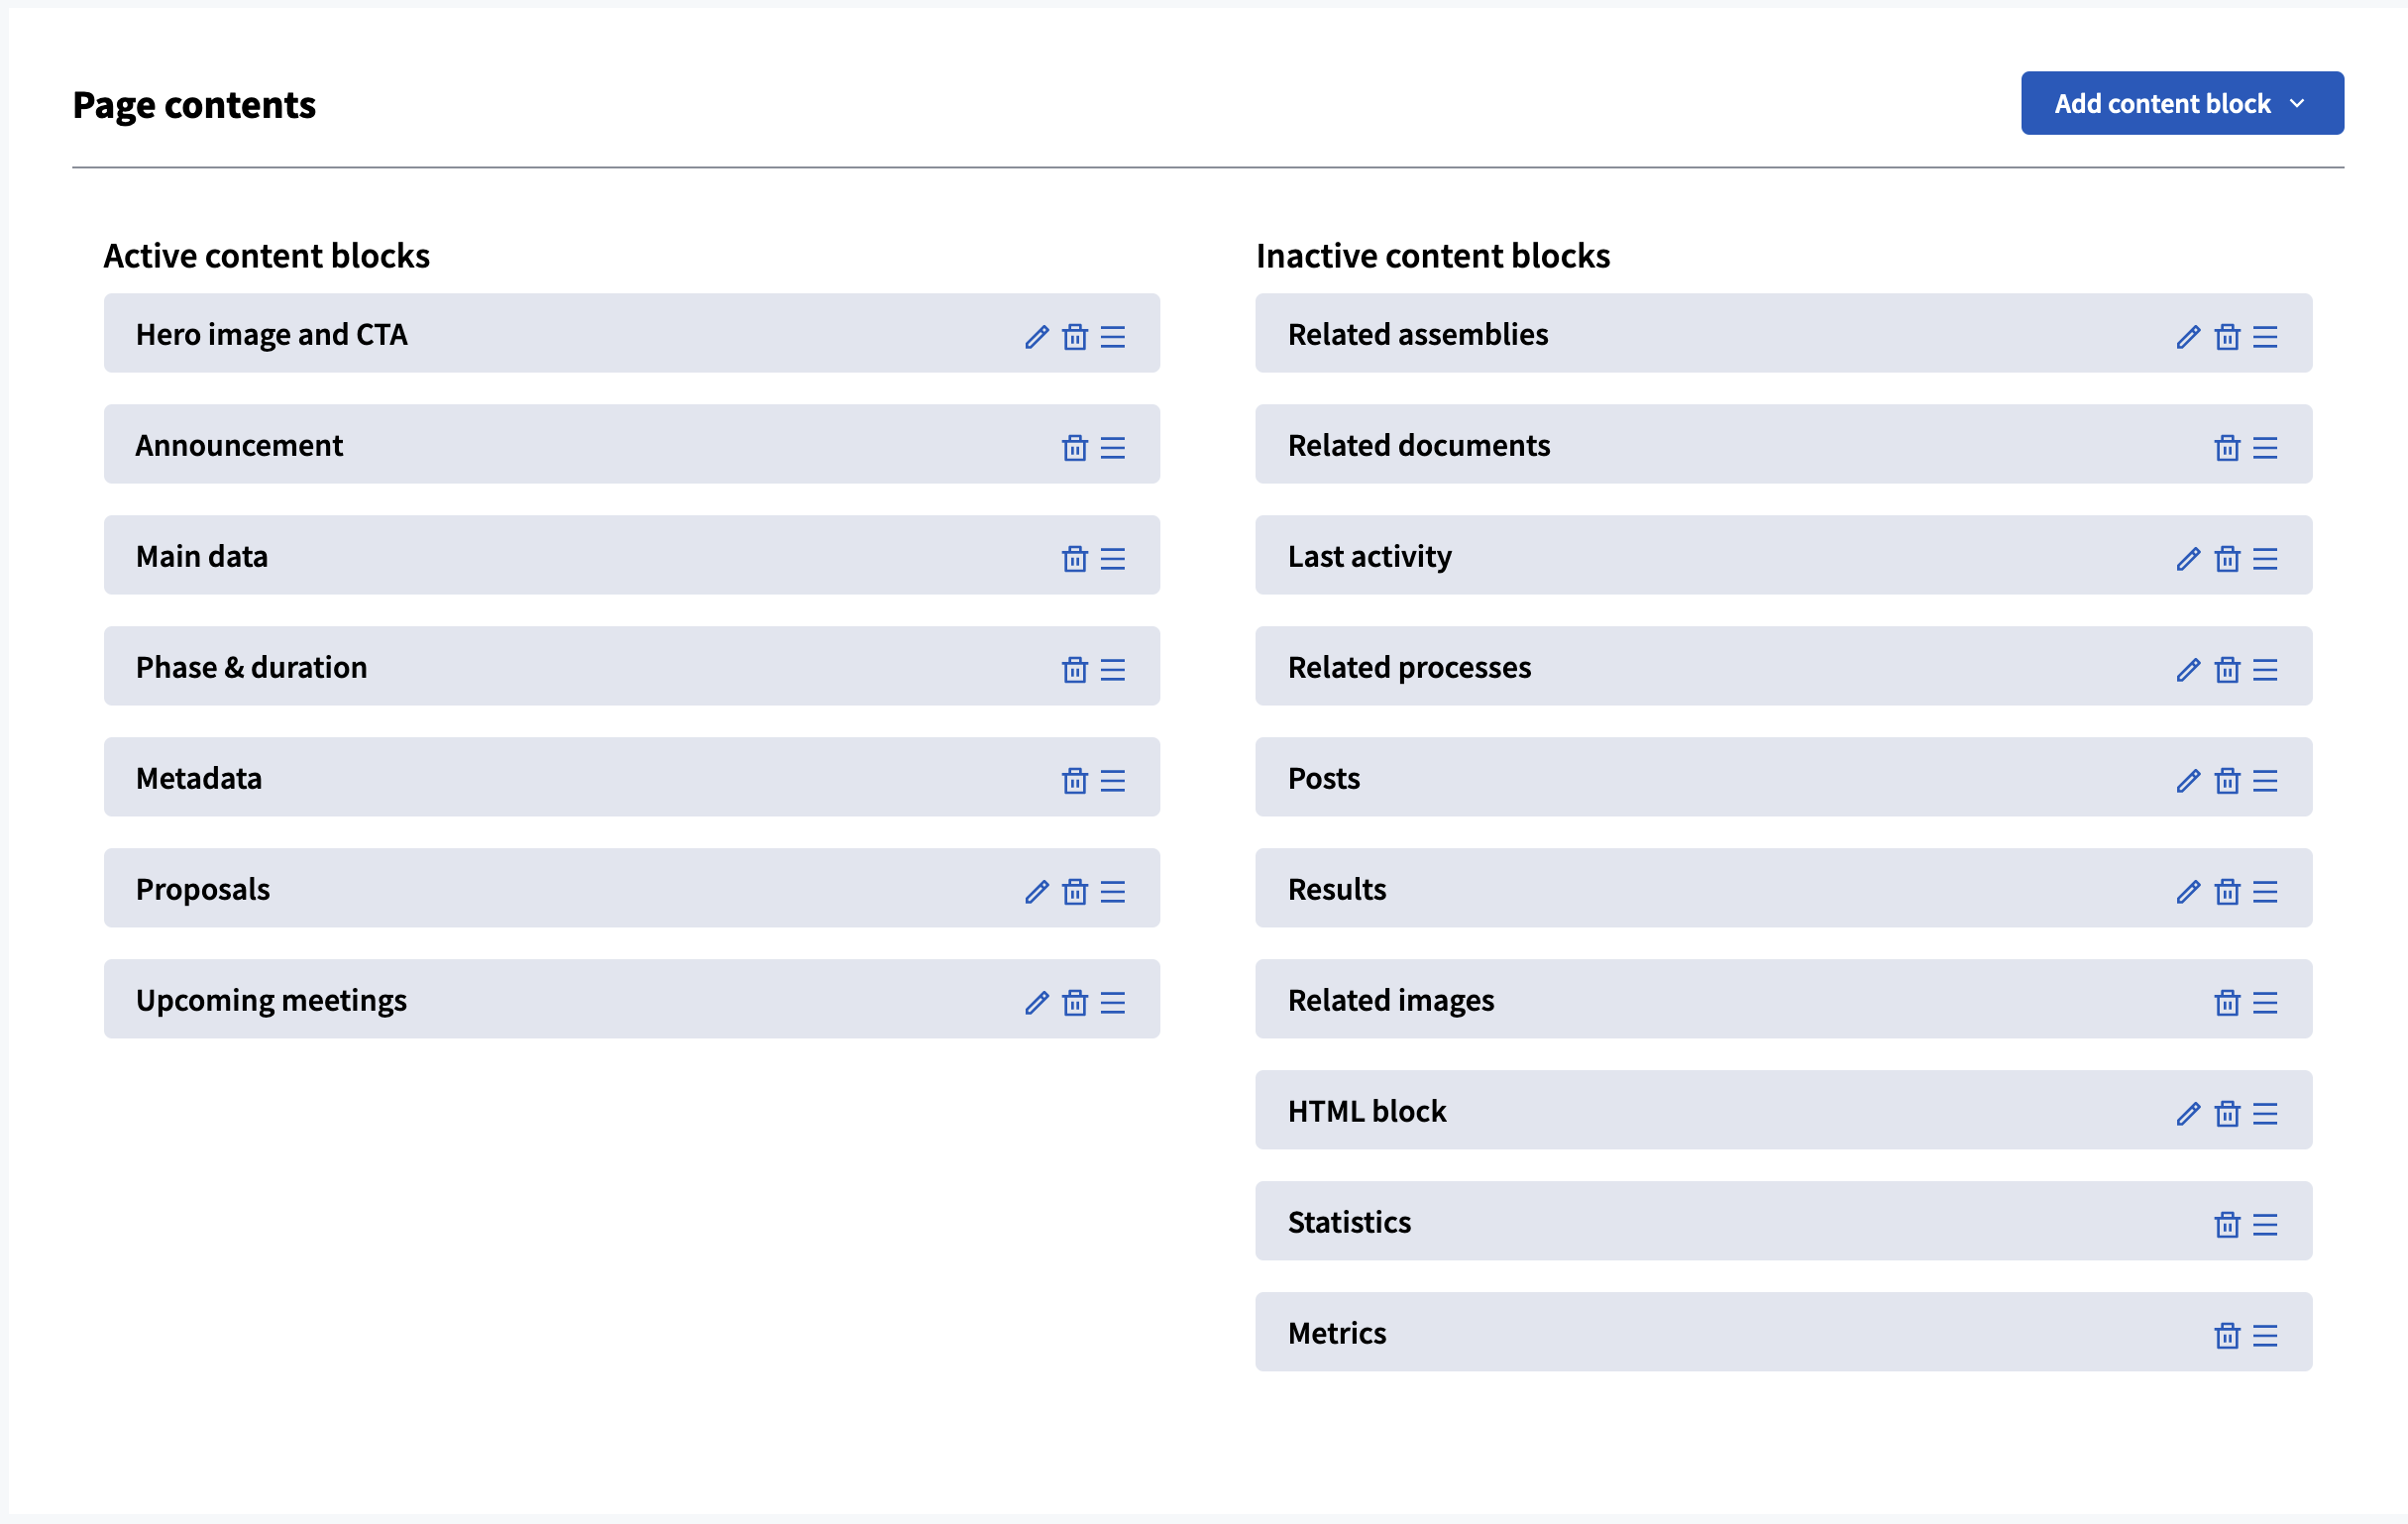 Page contents
Add content block
Active content blocks
Hero image and CTA
Announcement
Main data
Phase & duration
Metadata
Proposals
Upcoming meetings
Inactive content blocks
Related assemblies
Related documents
Last activity
Related processes
Posts
Results
Related images
HTML block
Statistics
Metrics